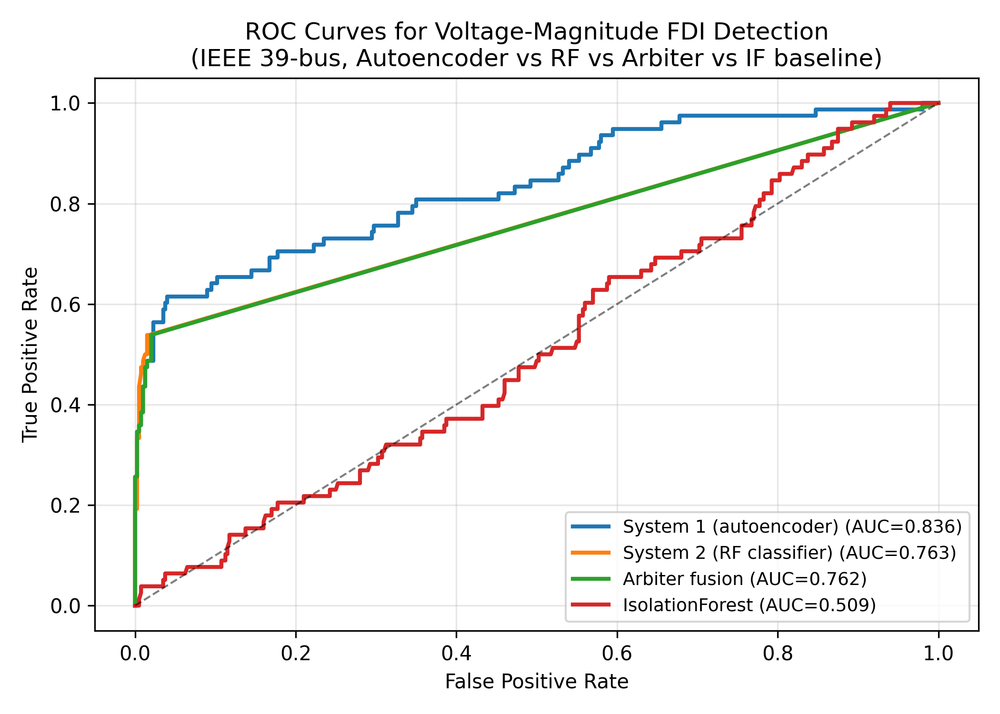 ROC Curves for Voltage-Magnitude FDI Detection
(IEEE 39-bus, Autoencoder vs RF vs Arbiter vs IF baseline)
1.0
0.8
0.6
0.4
0.2
0.0
True Positive Rate
System 1 (autoencoder) (AUC=0.836)
System 2 (RF classifier) (AUC=0.763)
Arbiter fusion (AUC=0.762)
IsolationForest (AUC=0.509)
0.0 0.2 0.4 0.6 0.8 1.0
False Positive Rate